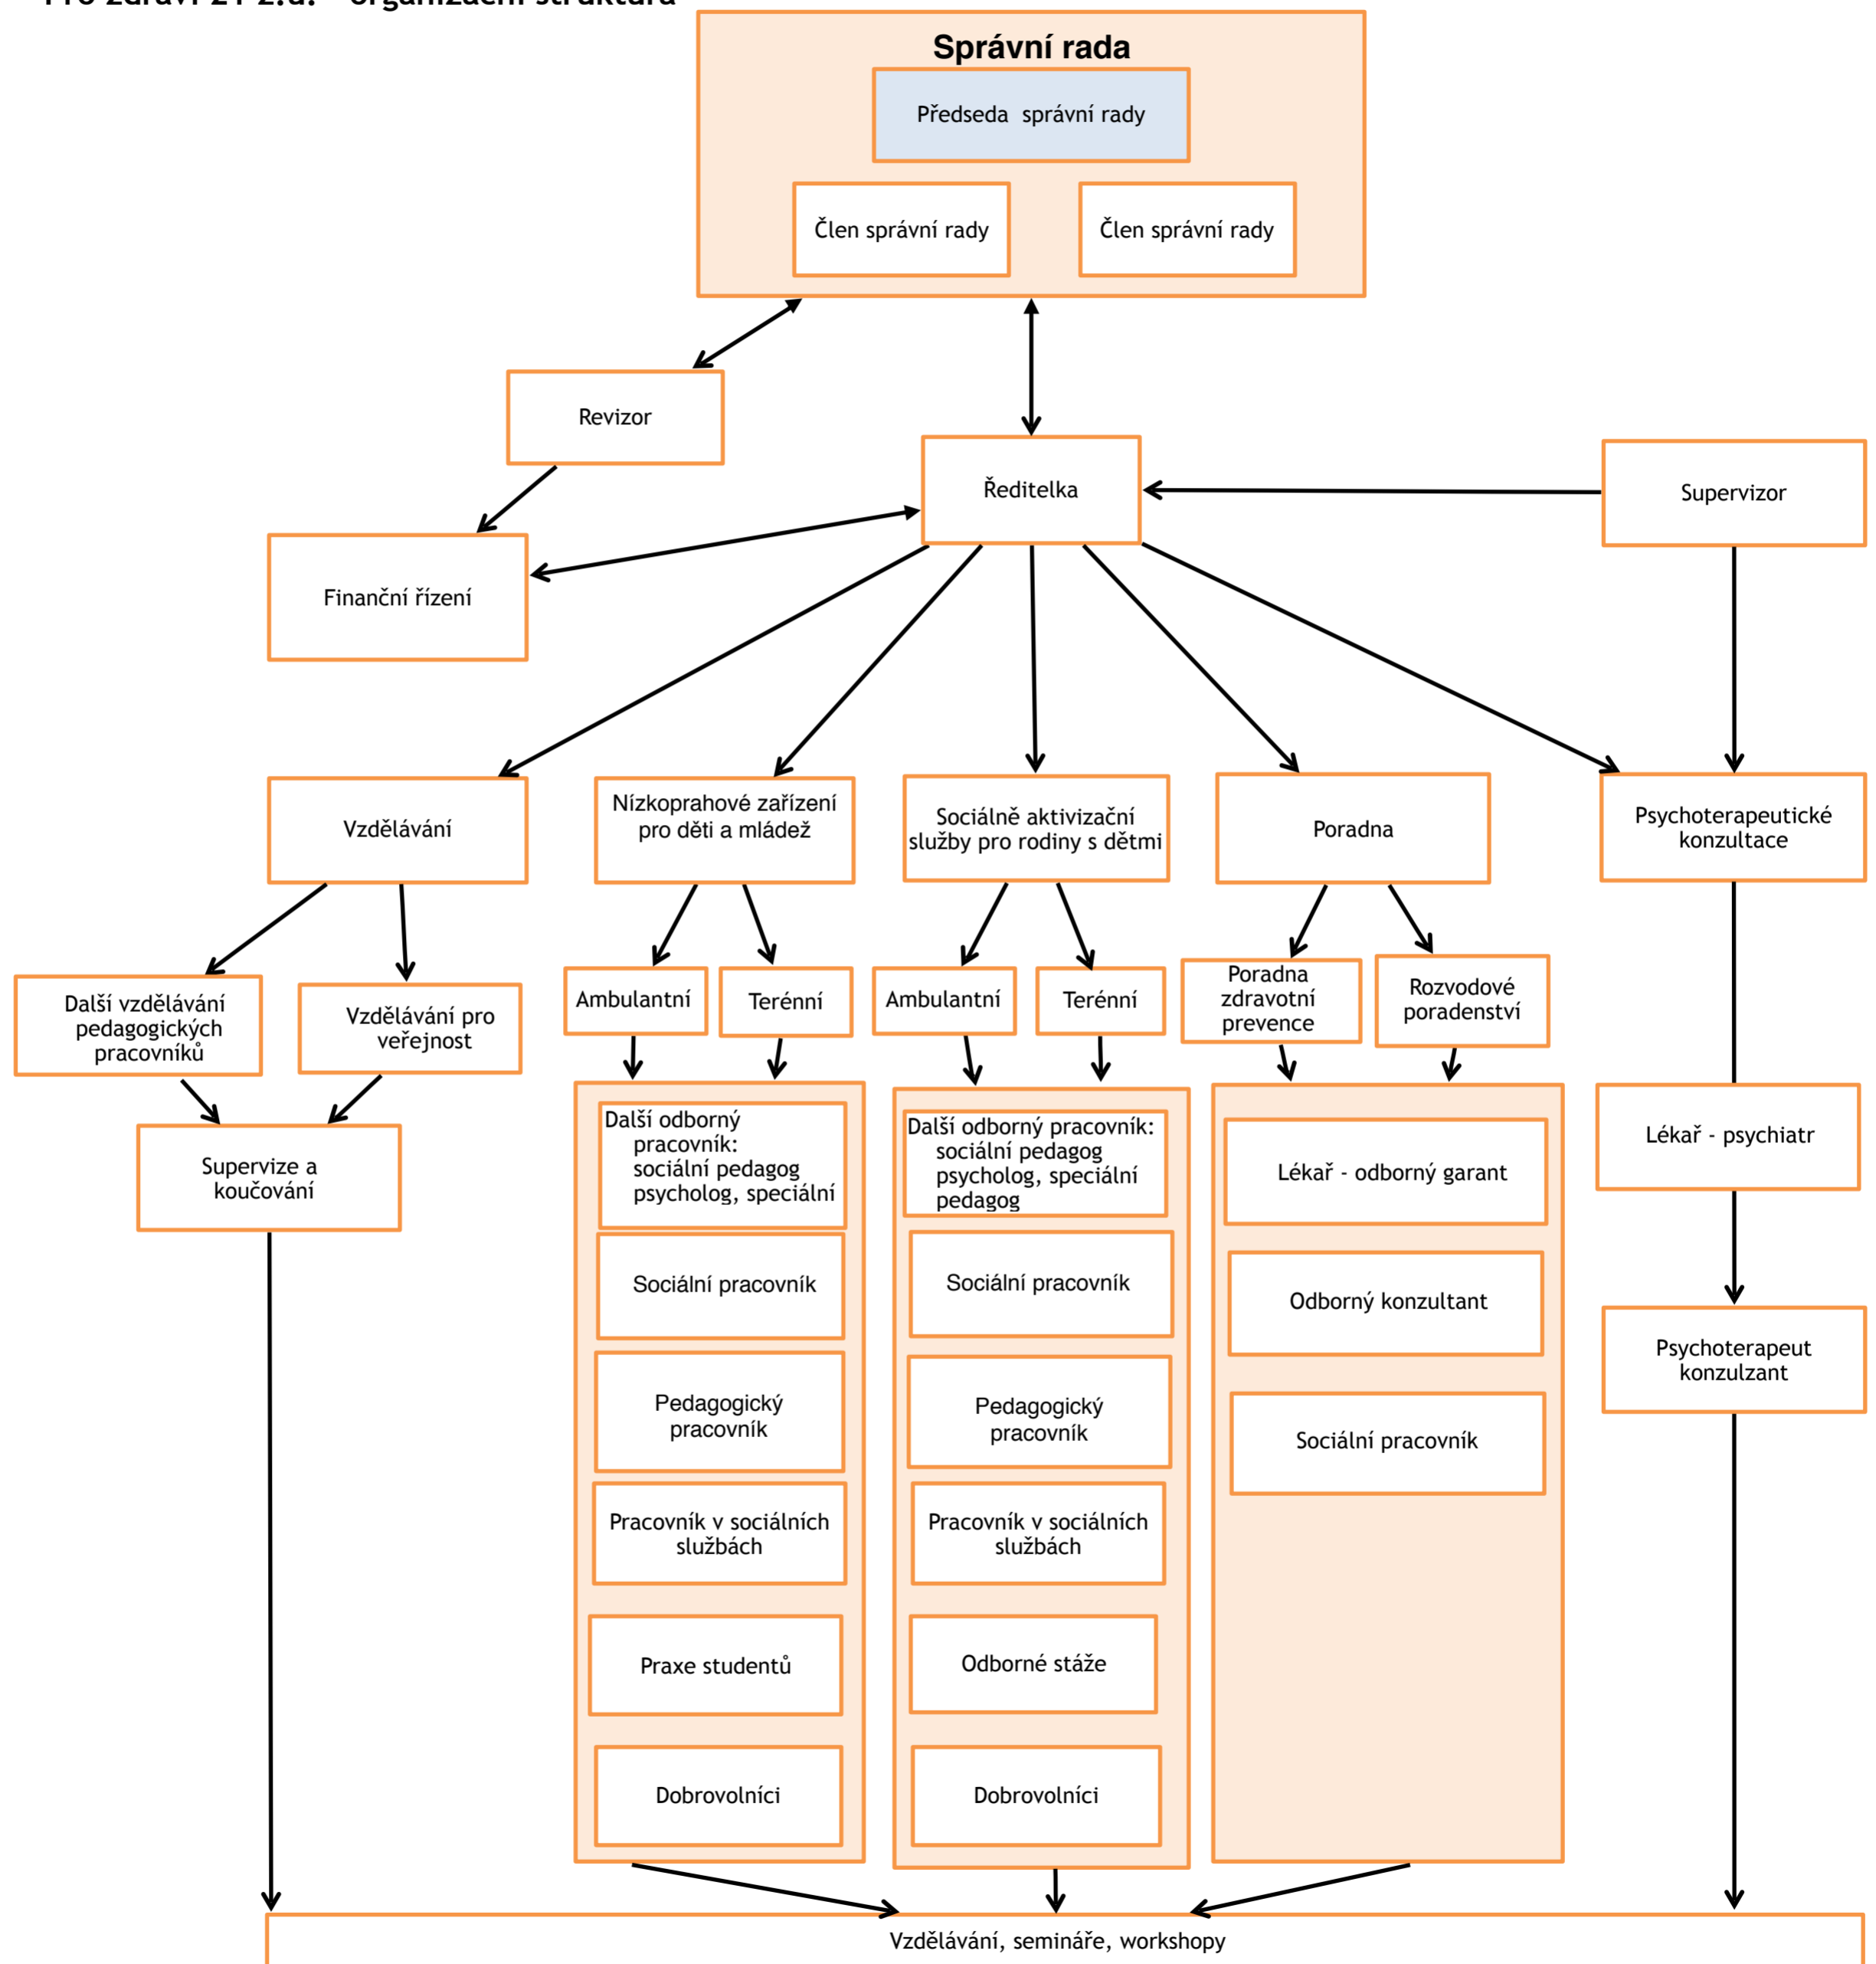 Pro zdraví 21 z.ú. - organizační struktura
Správní rada
Předseda  správní rady
Člen správní rady
Člen správní rady
Revizor
Ředitelka
Supervizor
Finanční řízení
Vzdělávání
Nízkoprahové zařízení
pro děti a mládež
Sociálně aktivizační
služby pro rodiny s dětmi
Poradna
Psychoterapeutické
konzultace
Další vzdělávání
pedagogických
pracovníků
Vzdělávání pro
veřejnost
Ambulantní
Terénní
Ambulantní
Terénní
Poradna
zdravotní
prevence
Rozvodové
poradenství
Supervize a
koučování
Další odborný
pracovník:
sociální pedagog
psycholog, speciální
Sociální pracovník
Pedagogický
pracovník
Pracovník v sociálních
službách
Praxe studentů
Dobrovolníci
Další odborný pracovník:
sociální pedagog
psycholog, speciální
pedagog
Sociální pracovník
Pedagogický
pracovník
Pracovník v sociálních
službách
Odborné stáže
Dobrovolníci
Lékař - odborný garant
Odborný konzultant
Sociální pracovník
Lékař - psychiatr
Psychoterapeut
konzulzant
Vzdělávání, semináře, workshopy